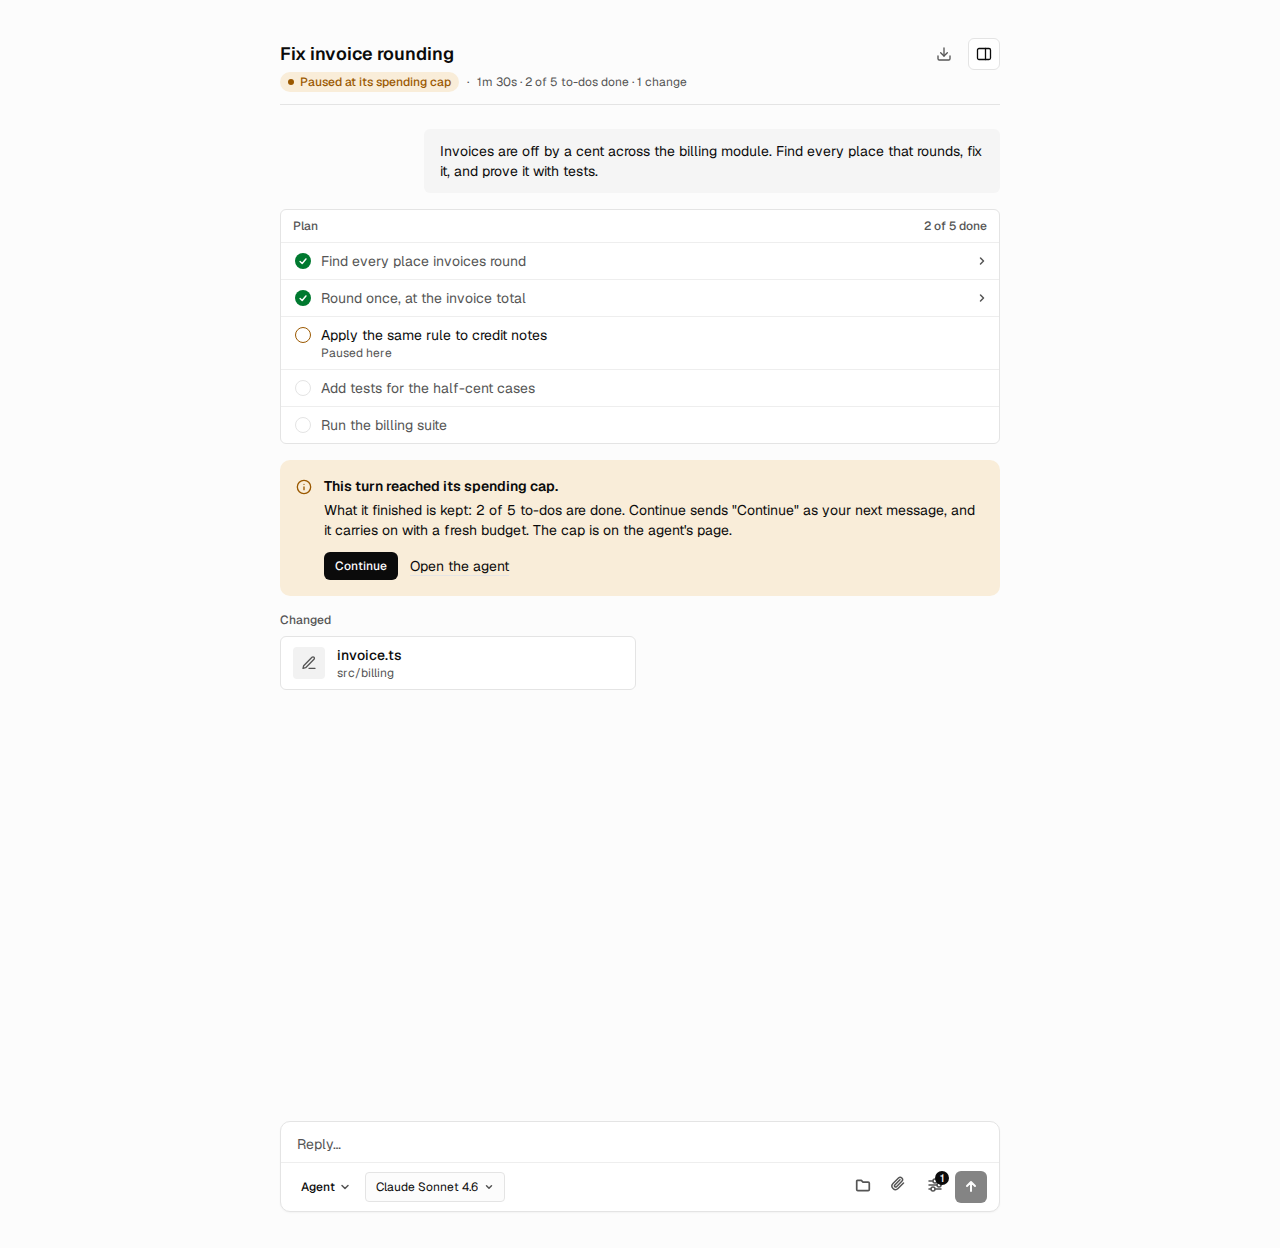 Fix invoice rounding
Paused at its spending cap · 1m 30s · 2 of 5 to-dos done · 1 change
Invoices are off by a cent across the billing module. Find every place that rounds, fix
it, and prove it with tests.
Plan 2 of 5 done
Find every place invoices round
Round once, at the invoice total
Apply the same rule to credit notes
Paused here
Add tests for the half-cent cases
Run the billing suite
This turn reached its spending cap.
What it finished is kept: 2 of 5 to-dos are done. Continue sends "Continue" as your next message, and
it carries on with a fresh budget. The cap is on the agent's page.
Continue Open the agent
Changed
invoice.ts
src/billing
Reply...
Agent Claude Sonnet 4.6 1